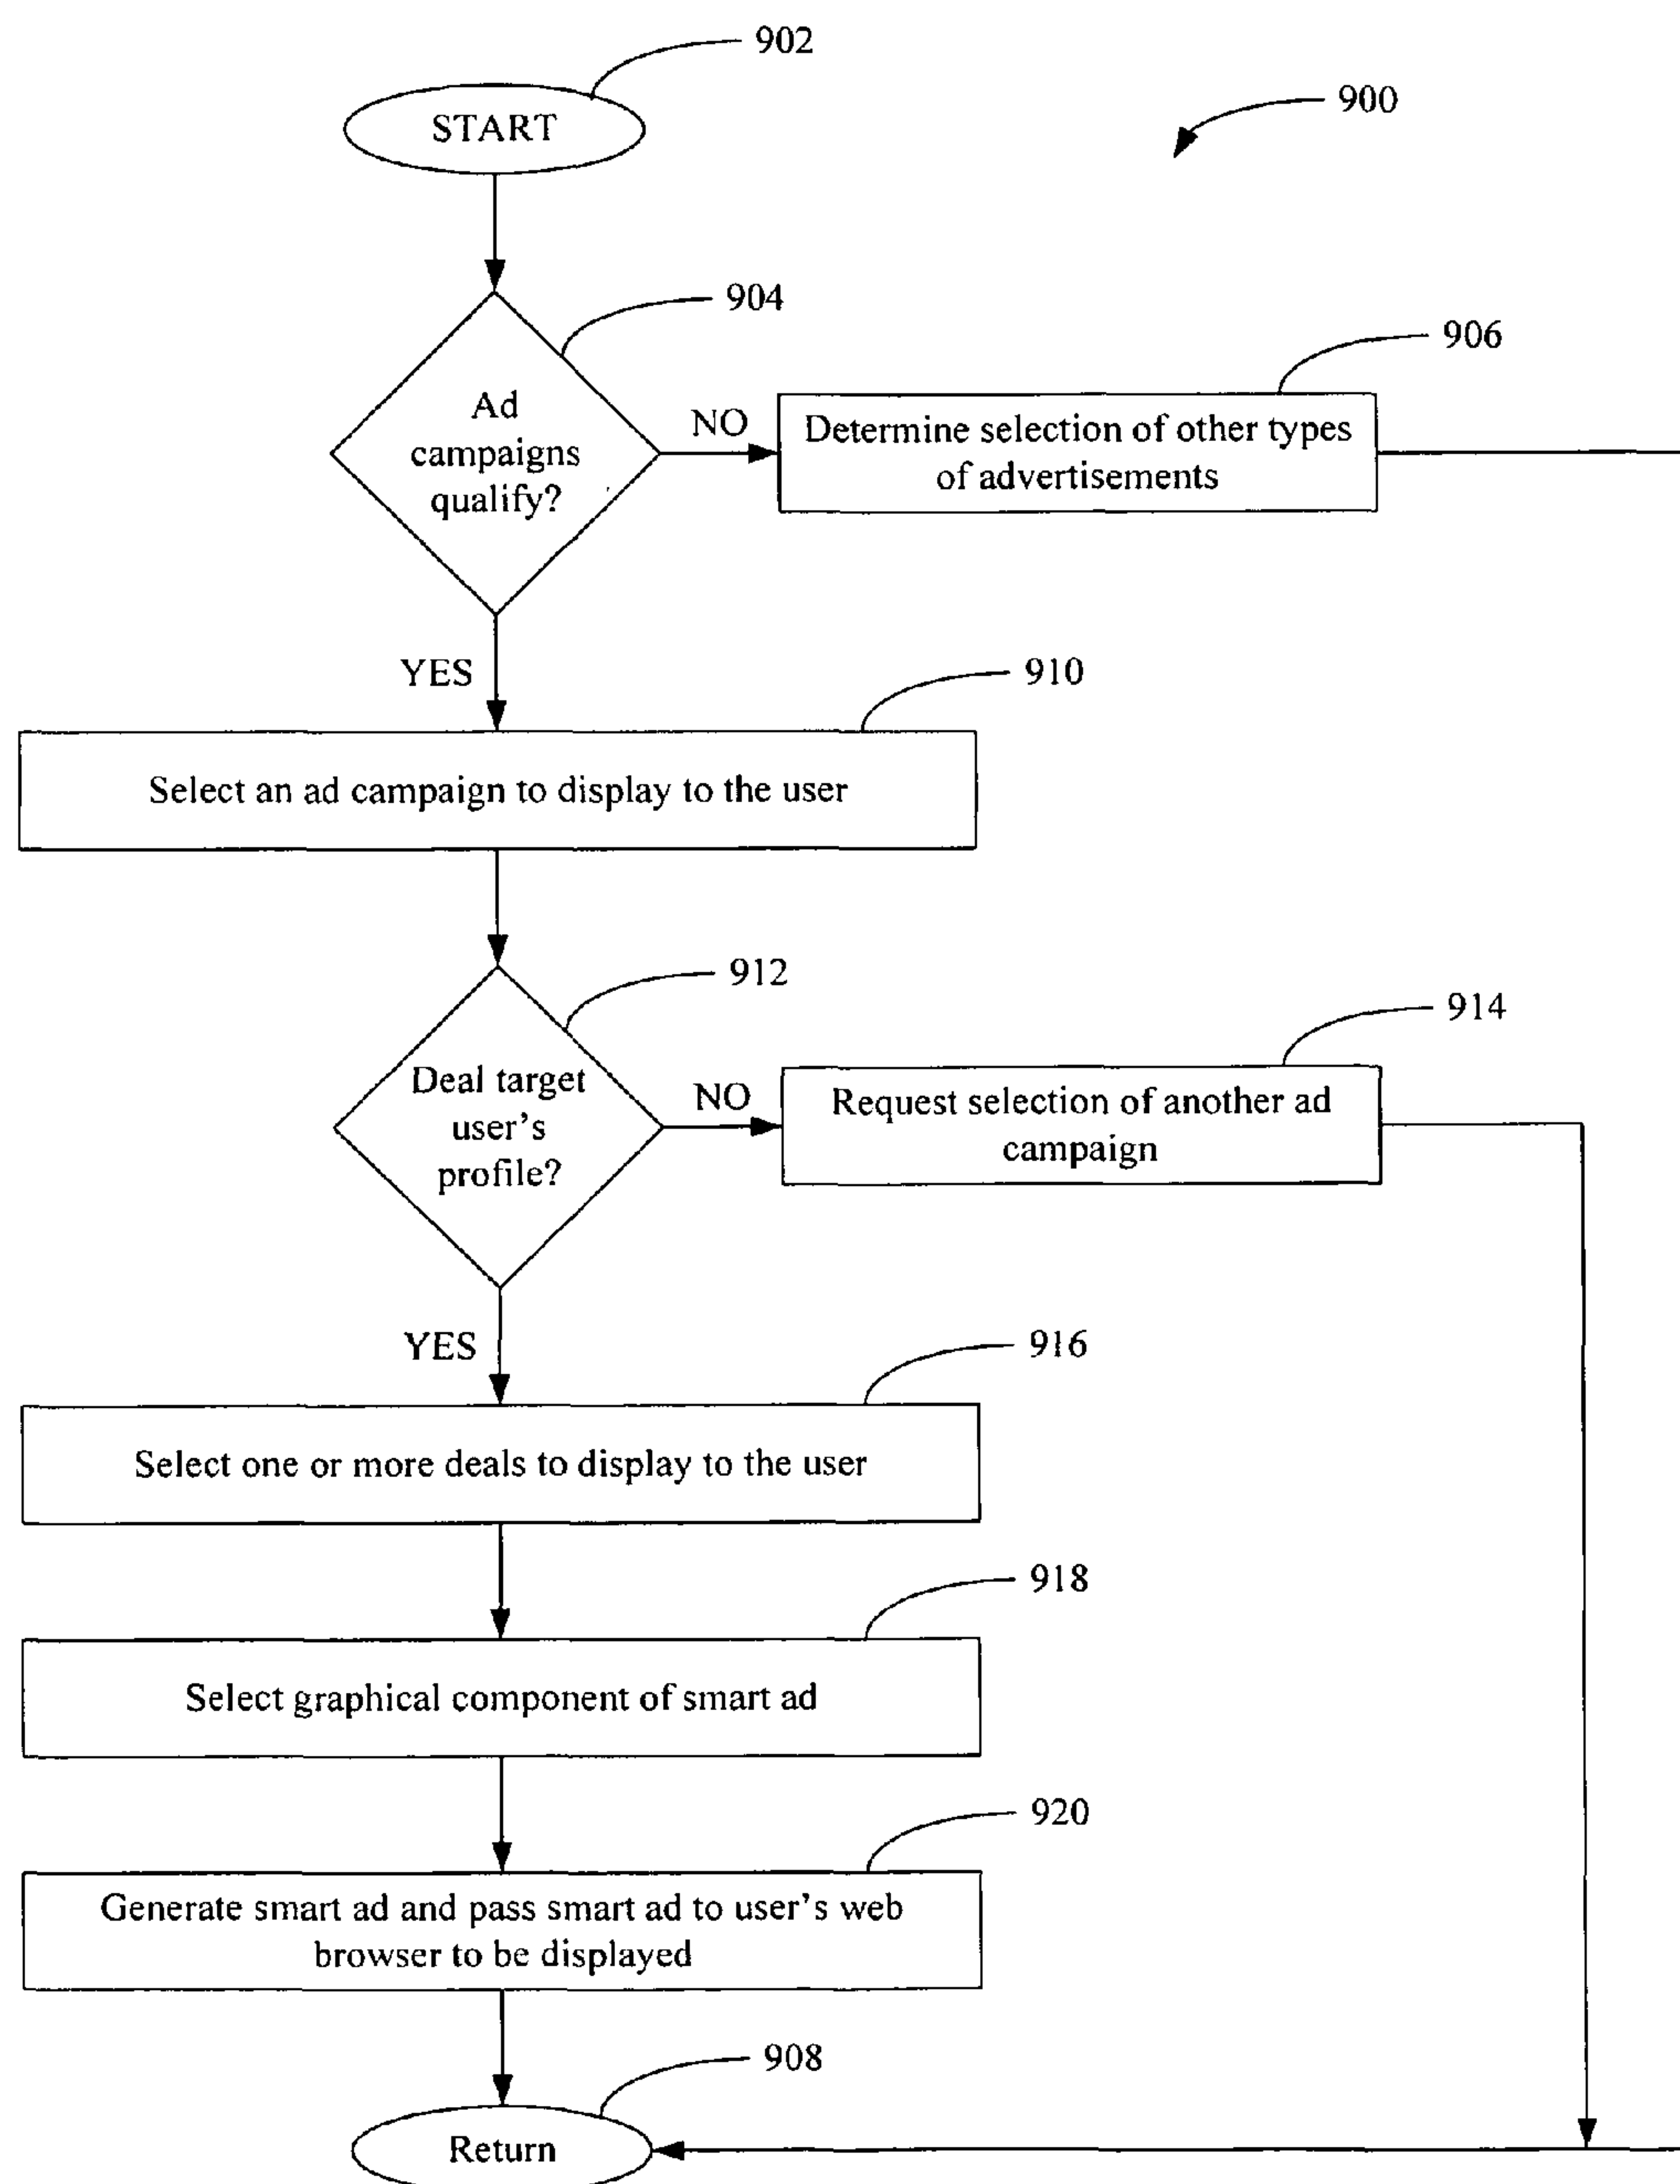 902
900
START
904
906
Ad
campaigns
qualify?
NO
Determine selection of other types
of advertisements
YES
910
Select an ad campaign to display to the user
912
914
Deal target
user's
profile?
NO
Request selection of another ad
campaign
YES
916
Select one or more deals to display to the user
918
Select graphical component of smart ad
920
Generate smart ad and pass smart ad to user's web
browser to be displayed
908
Return